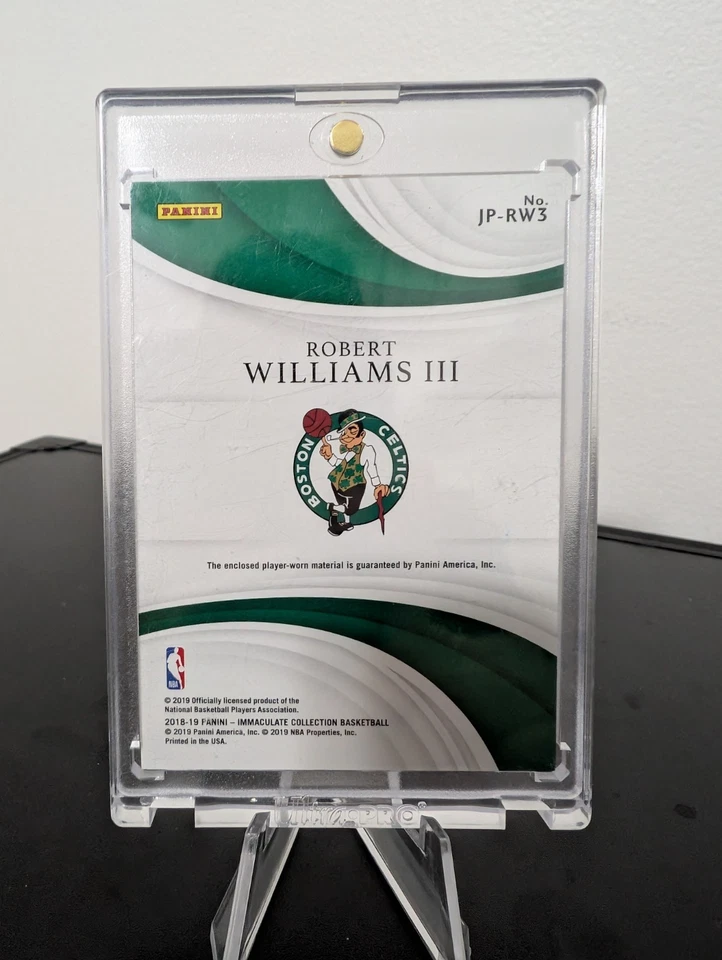 PANINI
No.
JP-RW3
ROBERT
WILLIAMS III
BOSTON CELTICS
The enclosed player-worn material is guaranteed by Panini America, Inc.
NBA
© 2019 Officially licensed product of the
National Basketball Players Association.
2018-19 PANINI – IMMACULATE COLLECTION BASKETBALL
© 2019 Panini America, Inc. © 2019 NBA Properties, Inc.
Printed in the USA.
Ultra·PRO®